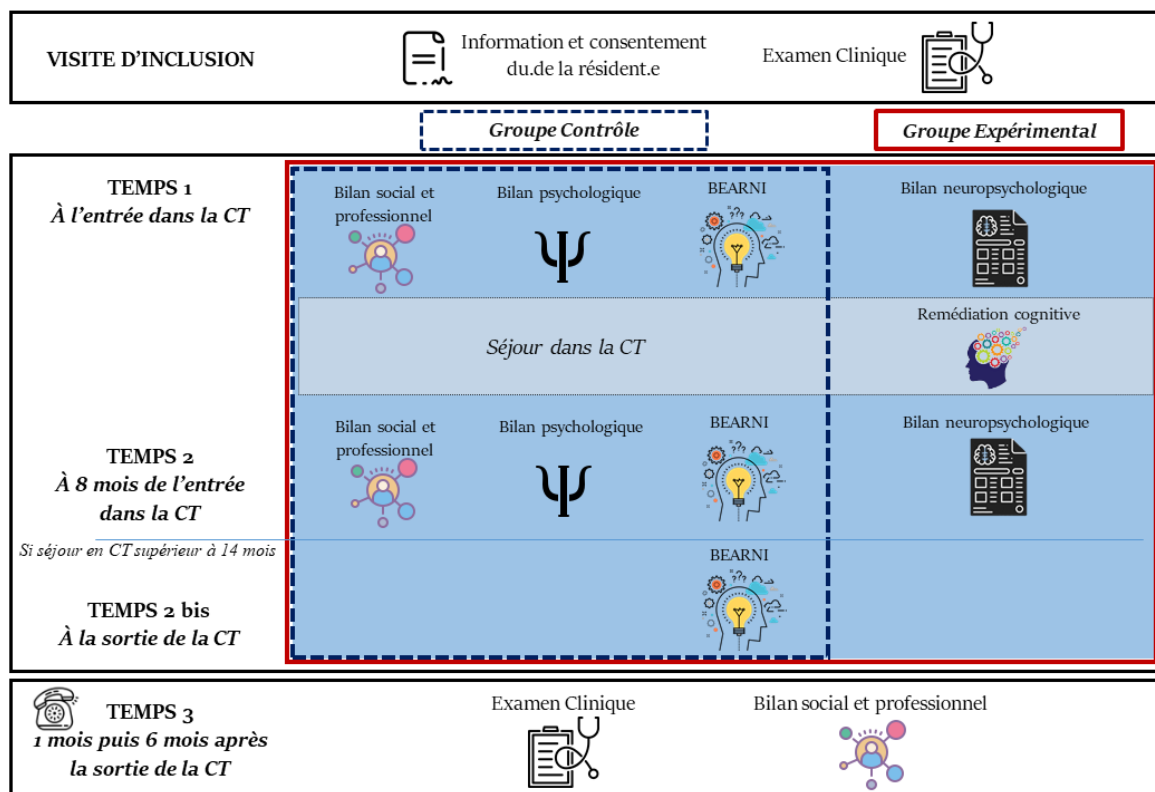 VISITE D'INCLUSION
Information et consentement
du.de la résident.e
Examen Clinique
Groupe Contrôle
Groupe Expérimental
TEMPS 1
À l'entrée dans la CT
Bilan social et
professionnel
Bilan psychologique
BEARNI
Bilan neuropsychologique
Séjour dans la CT
Remédiation cognitive
TEMPS 2
À 8 mois de l'entrée
dans la CT
Bilan social et
professionnel
Bilan psychologique
BEARNI
Bilan neuropsychologique
Si séjour en CT supérieur à 14 mois
TEMPS 2 bis
À la sortie de la CT
BEARNI
TEMPS 3
1 mois puis 6 mois après
la sortie de la CT
Examen Clinique
Bilan social et professionnel